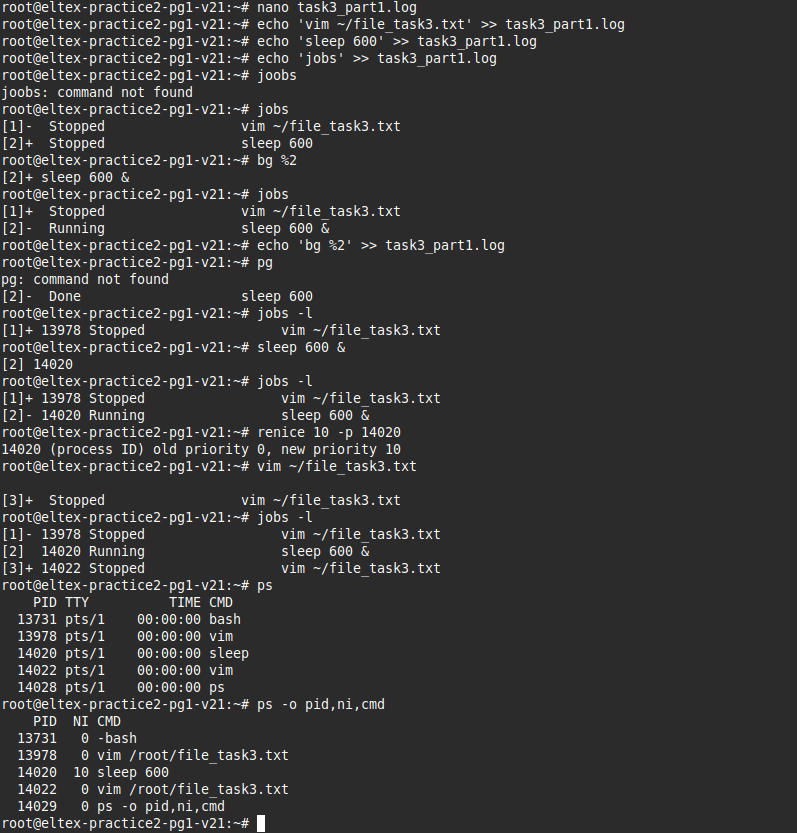 root@eltex-practice2-pg1-v21:~# nano task3_part1.log
root@eltex-practice2-pg1-v21:~# echo 'vim ~/file_task3.txt' >> task3_part1.log
root@eltex-practice2-pg1-v21:~# echo 'sleep 600' >> task3_part1.log
root@eltex-practice2-pg1-v21:~# echo 'jobs' >> task3_part1.log
root@eltex-practice2-pg1-v21:~# joobs
joobs: command not found
root@eltex-practice2-pg1-v21:~# jobs
[1]-  Stopped                 vim ~/file_task3.txt
[2]+  Stopped                 sleep 600
root@eltex-practice2-pg1-v21:~# bg %2
[2]+ sleep 600 &
root@eltex-practice2-pg1-v21:~# jobs
[1]+  Stopped                 vim ~/file_task3.txt
[2]-  Running                 sleep 600 &
root@eltex-practice2-pg1-v21:~# echo 'bg %2' >> task3_part1.log
root@eltex-practice2-pg1-v21:~# pg
pg: command not found
[2]-  Done                    sleep 600
root@eltex-practice2-pg1-v21:~# jobs -l
[1]+ 13978 Stopped                 vim ~/file_task3.txt
root@eltex-practice2-pg1-v21:~# sleep 600 &
[2] 14020
root@eltex-practice2-pg1-v21:~# jobs -l
[1]+ 13978 Stopped                 vim ~/file_task3.txt
[2]- 14020 Running                 sleep 600 &
root@eltex-practice2-pg1-v21:~# renice 10 -p 14020
14020 (process ID) old priority 0, new priority 10
root@eltex-practice2-pg1-v21:~# vim ~/file_task3.txt
[3]+  Stopped                 vim ~/file_task3.txt
root@eltex-practice2-pg1-v21:~# jobs -l
[1]- 13978 Stopped                 vim ~/file_task3.txt
[2]  14020 Running                 sleep 600 &
[3]+ 14022 Stopped                 vim ~/file_task3.txt
root@eltex-practice2-pg1-v21:~# ps
    PID TTY          TIME CMD
  13731 pts/1    00:00:00 bash
  13978 pts/1    00:00:00 vim
  14020 pts/1    00:00:00 sleep
  14022 pts/1    00:00:00 vim
  14028 pts/1    00:00:00 ps
root@eltex-practice2-pg1-v21:~# ps -o pid,ni,cmd
    PID  NI CMD
  13731   0 -bash
  13978   0 vim /root/file_task3.txt
  14020  10 sleep 600
  14022   0 vim /root/file_task3.txt
  14029   0 ps -o pid,ni,cmd
root@eltex-practice2-pg1-v21:~#